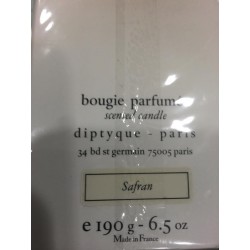 bougie parfumée
scented candle
diptyque - paris
34 bd st germain 75005 paris
Safran
e 190 g - 6.5 oz
Made in France